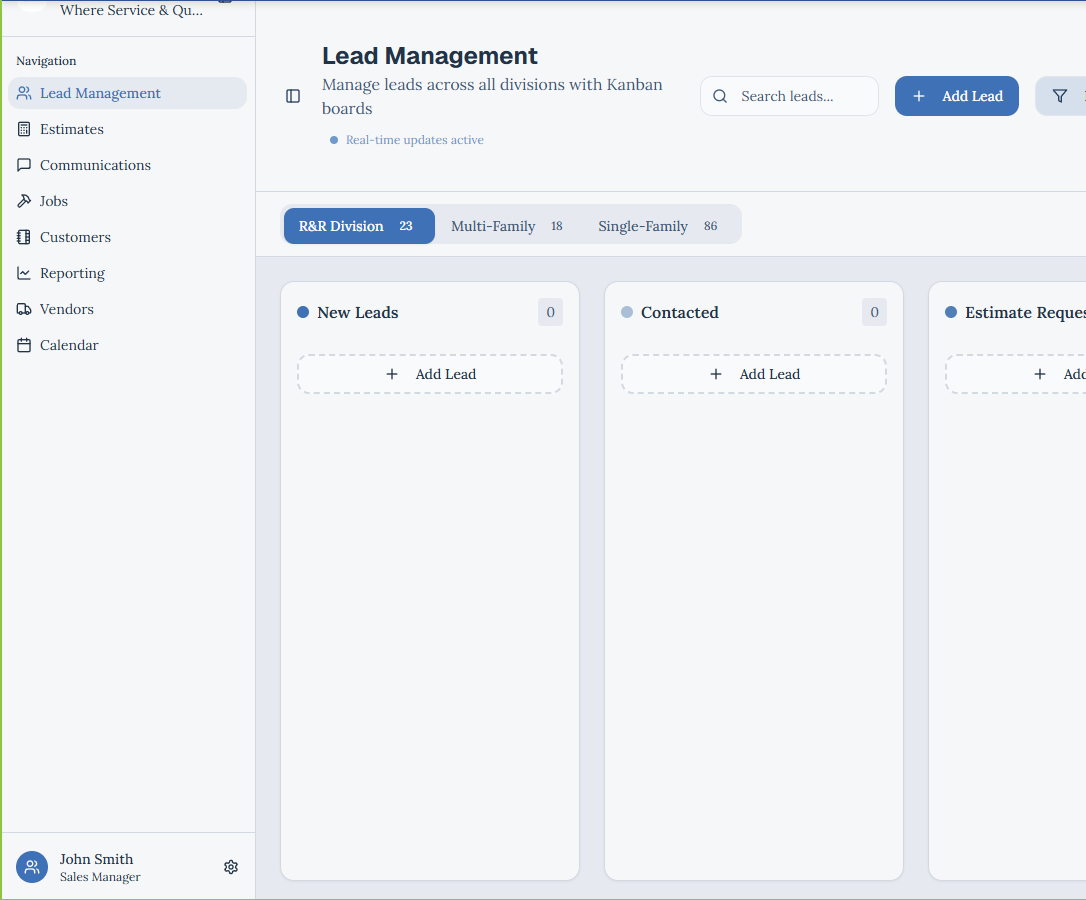 Where Service & Qu...
Navigation
Lead Management
Estimates
Communications
Jobs
Customers
Reporting
Vendors
Calendar
John Smith
Sales Manager
Lead Management
Manage leads across all divisions with Kanban
boards
Real-time updates active
Search leads...
Add Lead
R&R Division 23
Multi-Family 18
Single-Family 86
New Leads 0
Add Lead
Contacted 0
Add Lead
Estimate Reques
Add